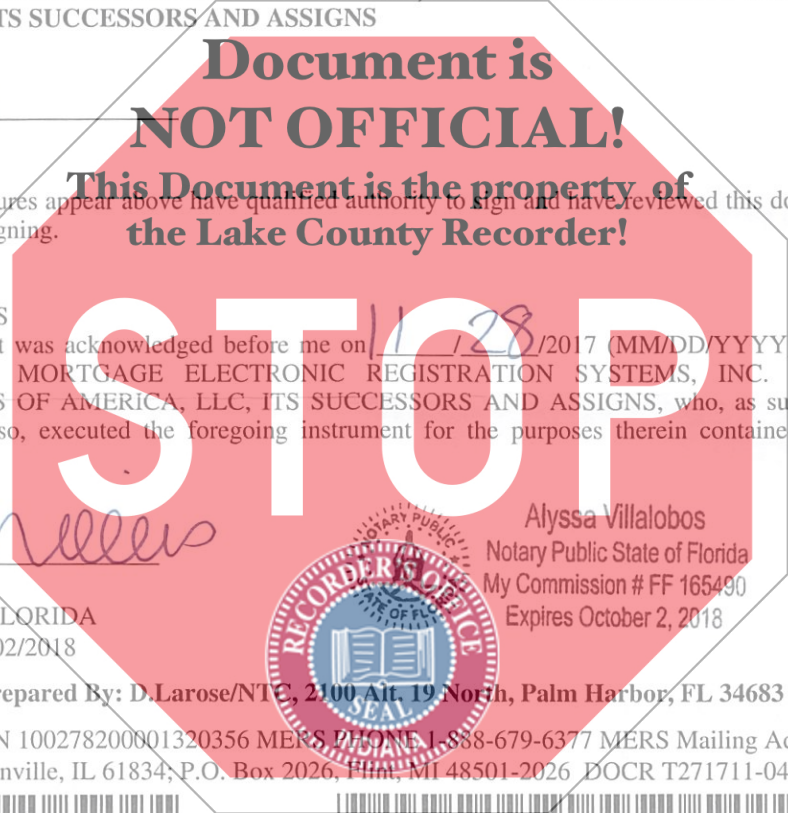 TS SUCCESSORS AND ASSIGNS
Document is
NOT OFFICIAL!
This Document is the property of
ures appear above have qualified authority to sign and have reviewed this do
gning.
the Lake County Recorder!
S
t was acknowledged before me on 11 / 28 /2017 (MM/DD/YYYY
MORTGAGE ELECTRONIC REGISTRATION SYSTEMS, INC.
S OF AMERICA, LLC, ITS SUCCESSORS AND ASSIGNS, who, as su
so, executed the foregoing instrument for the purposes therein containe
STOP
NOTARY PUBLIC
STATE OF FLO
Alyssa Villalobos
Notary Public State of Florida
My Commission # FF 165490
Expires October 2, 2018
RECORDER'S OFFICE
SEAL
LORIDA
02/2018
repared By: D.Larose/NTC, 2100 Alt. 19 North, Palm Harbor, FL 34683
N 100278200001320356 MERS PHONE 1-888-679-6377 MERS Mailing Ad
nville, IL 61834; P.O. Box 2026, Flint, MI 48501-2026 DOCR T271711-04